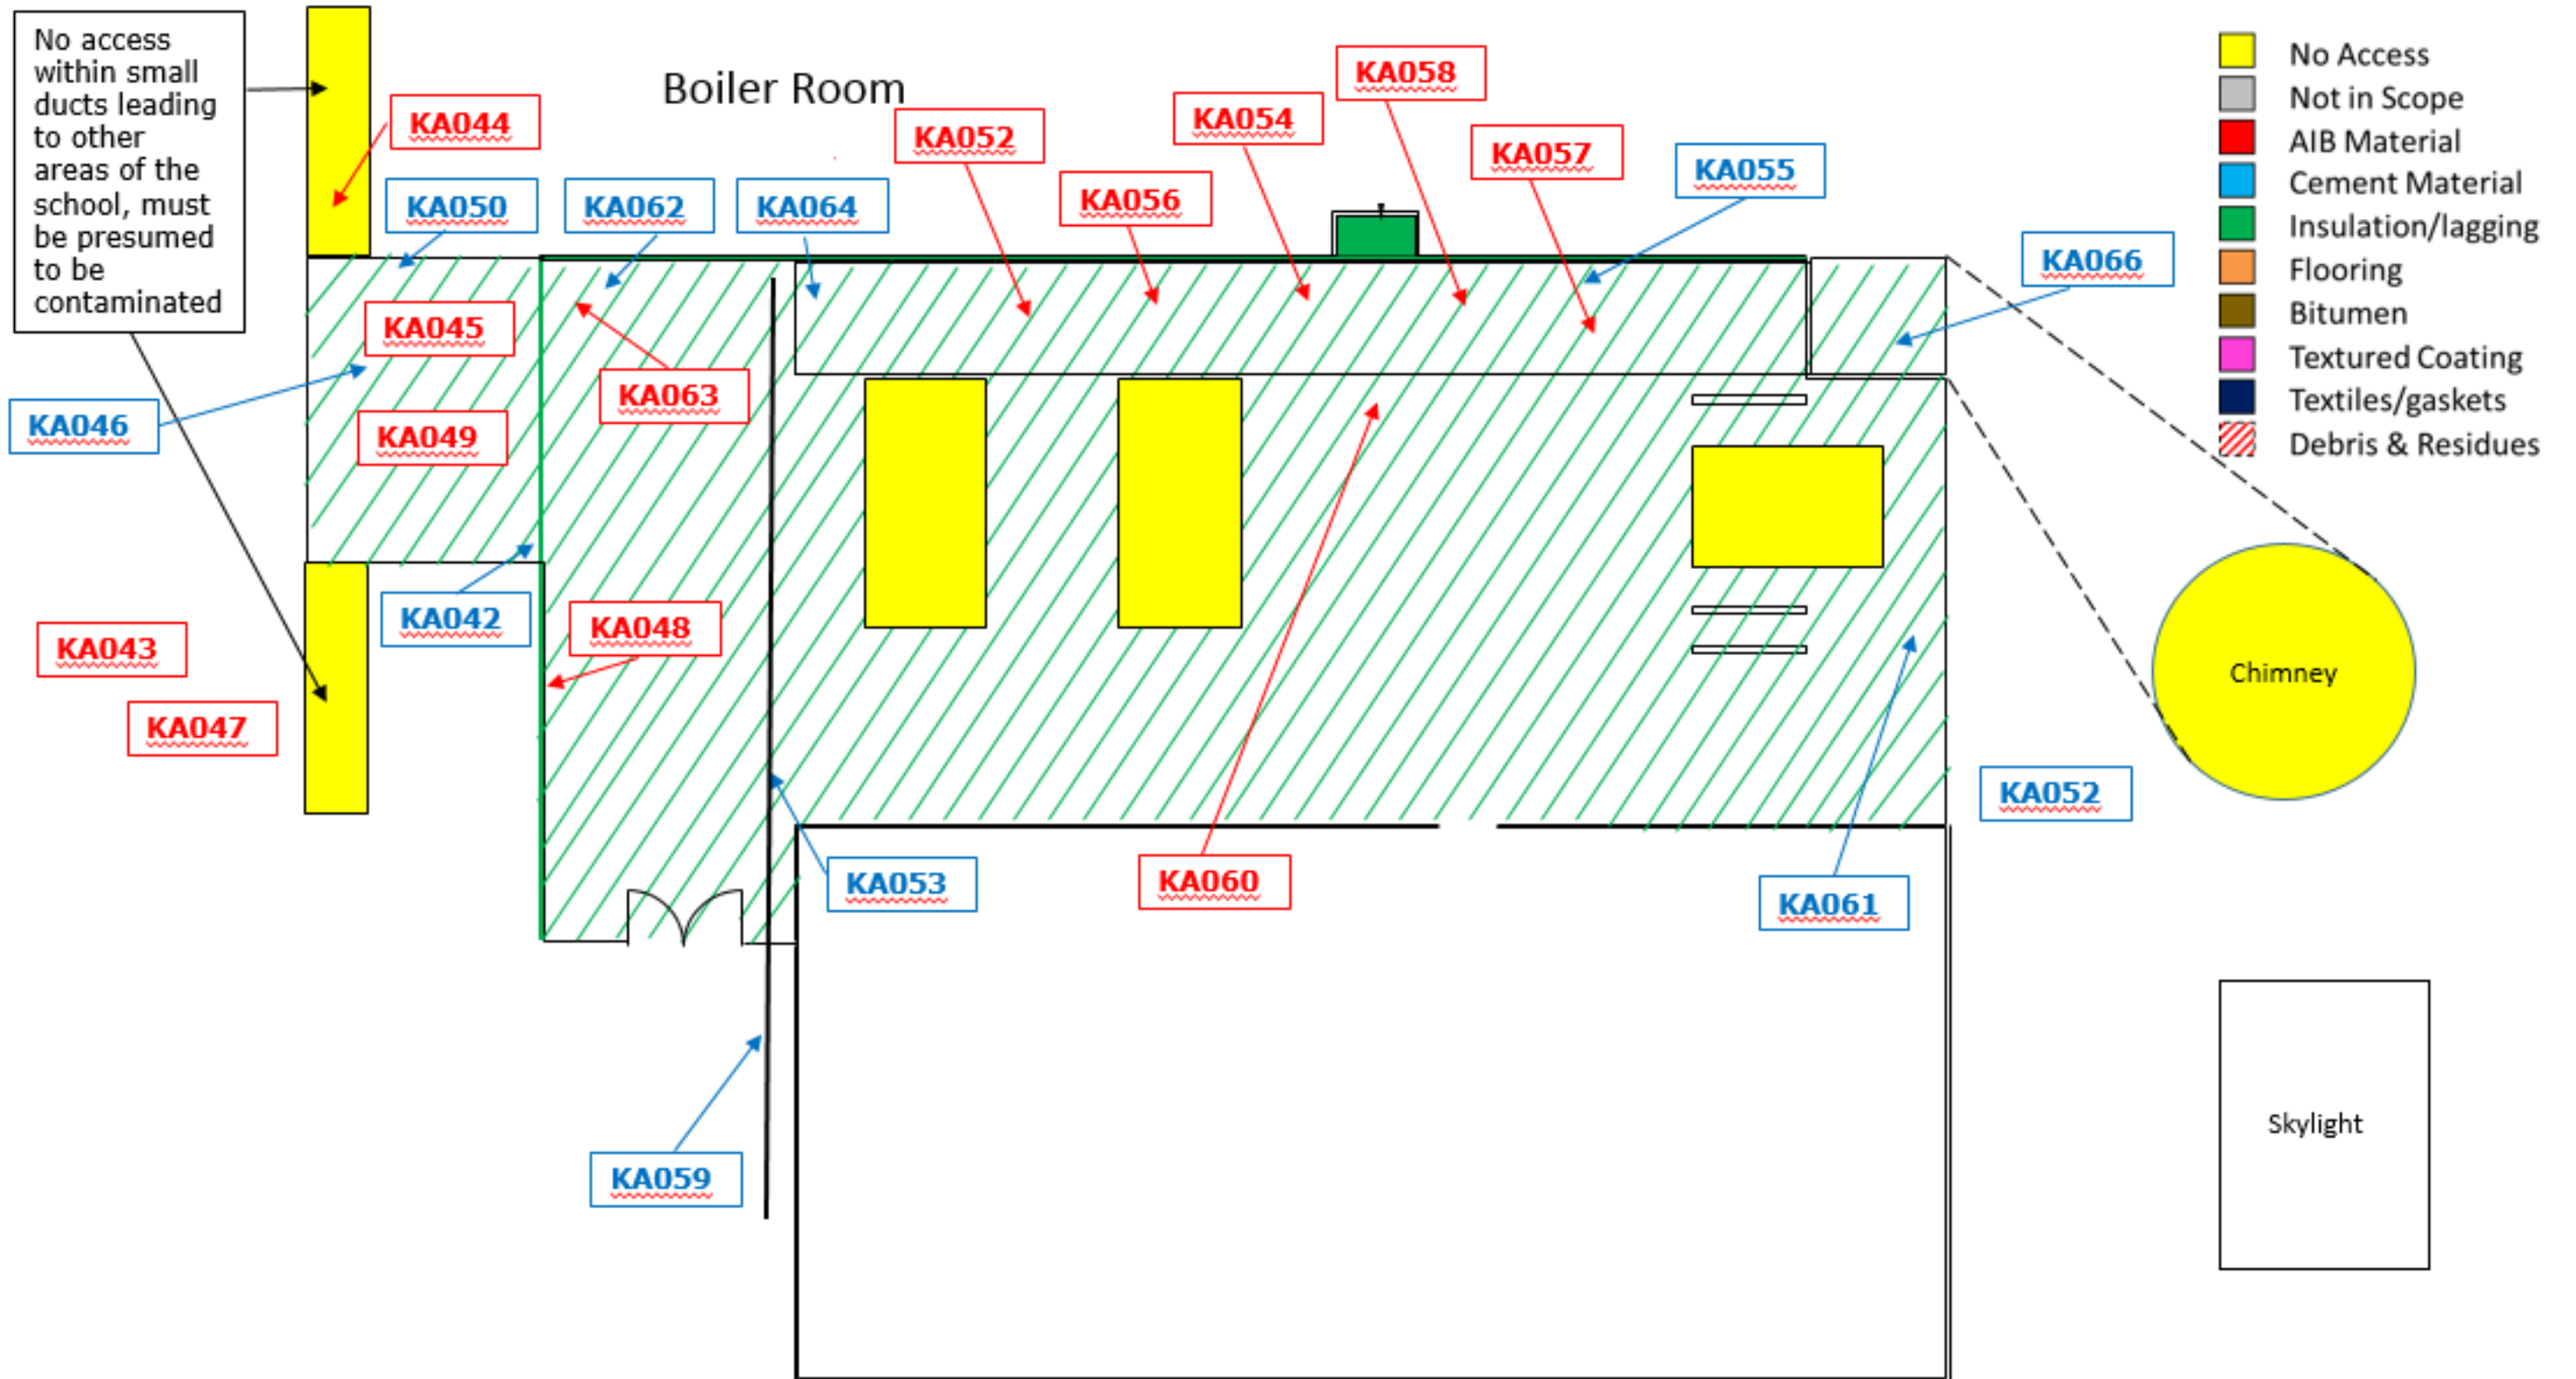 No access
within small
ducts leading
to other
areas of the
school, must
be presumed
to be
contaminated
Boiler Room
KA044
KA050
KA062
KA064
KA052
KA056
KA054
KA058
KA057
KA055
KA066
KA045
KA063
KA046
KA049
KA042
KA048
KA043
KA047
KA053
KA060
KA061
KA052
KA059
No Access
Not in Scope
AIB Material
Cement Material
Insulation/lagging
Flooring
Bitumen
Textured Coating
Textiles/gaskets
Debris & Residues
Chimney
Skylight